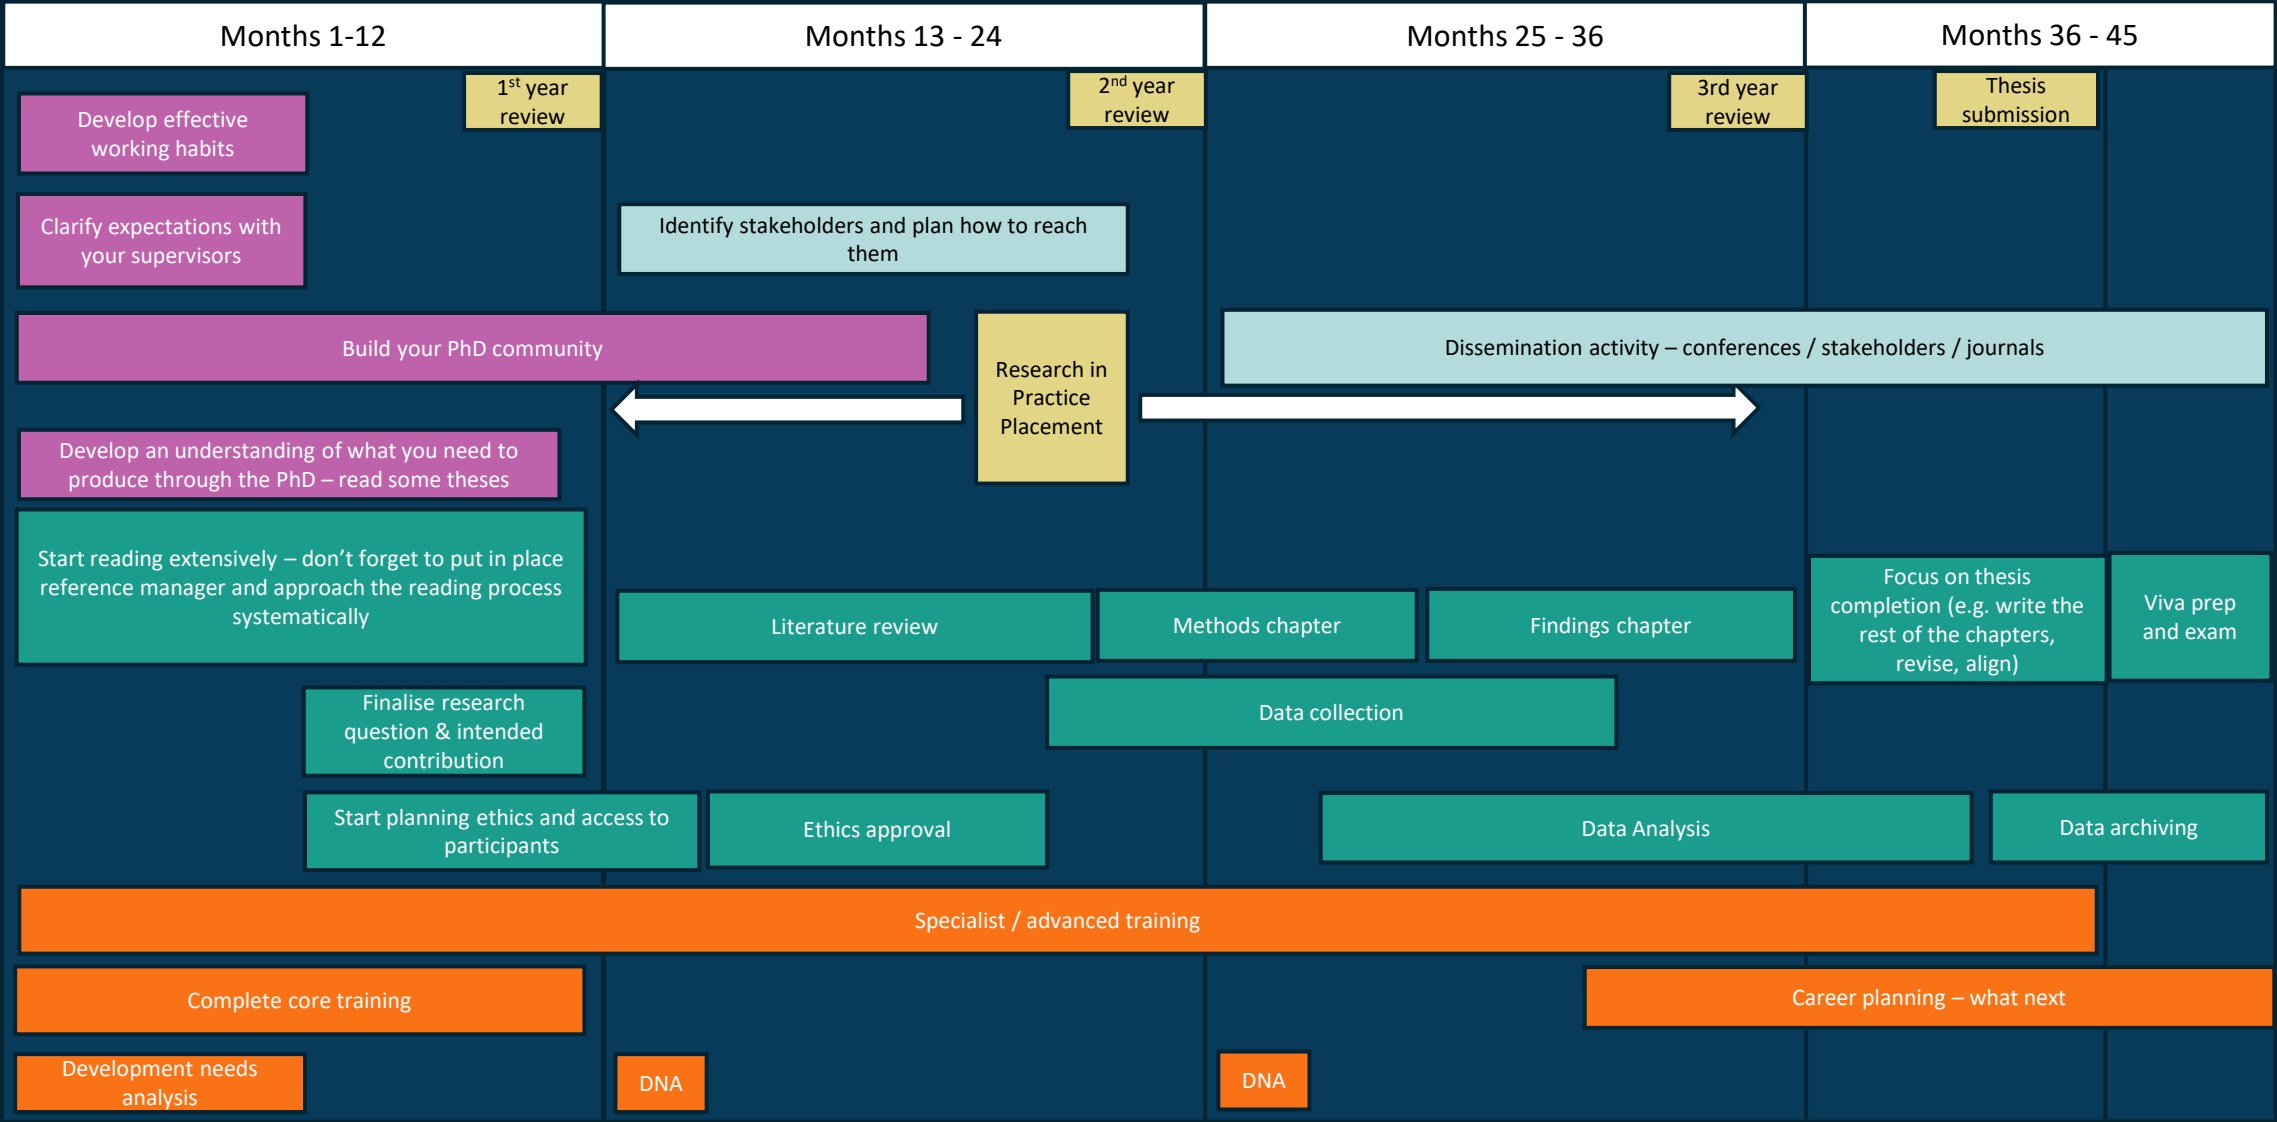 Months 1-12
Months 13 - 24
Months 25 - 36
Months 36 - 45
1st year
review
2nd year
review
3rd year
review
Thesis
submission
Develop effective
working habits
Clarify expectations with
your supervisors
Identify stakeholders and plan how to reach
them
Build your PhD community
Research in
Practice
Placement
Dissemination activity – conferences / stakeholders / journals
Develop an understanding of what you need to
produce through the PhD – read some theses
Start reading extensively – don’t forget to put in place
reference manager and approach the reading process
systematically
Literature review
Methods chapter
Findings chapter
Focus on thesis
completion (e.g. write the
rest of the chapters,
revise, align)
Viva prep
and exam
Finalise research
question & intended
contribution
Data collection
Start planning ethics and access to
participants
Ethics approval
Data Analysis
Data archiving
Specialist / advanced training
Complete core training
Career planning – what next
Development needs
analysis
DNA
DNA